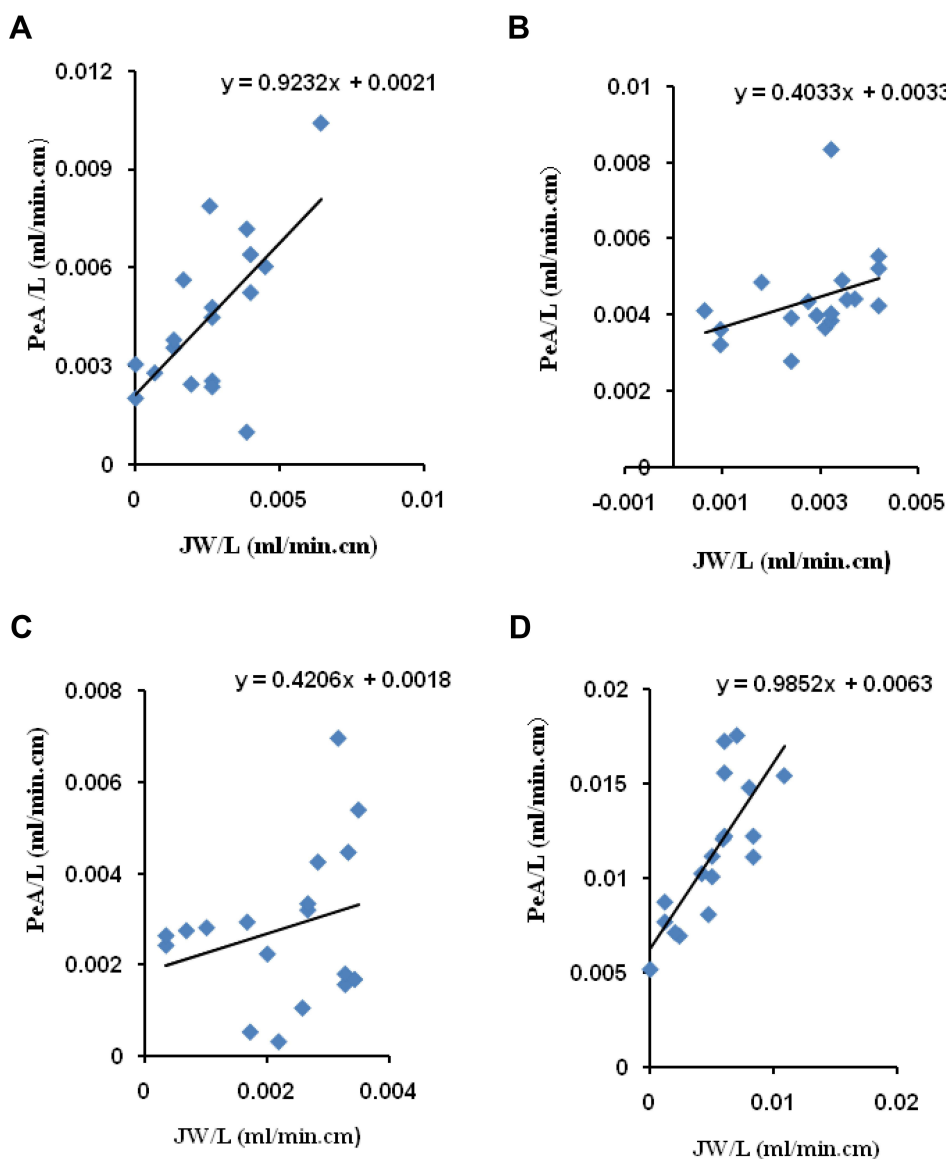 A
y = 0.9232x + 0.0021
PeA /L (ml/min.cm)
0.012
0.009
0.006
0.003
0
0 0.005 0.01
JW/L (ml/min.cm)
B
y = 0.4033x + 0.0033
PeA/L (ml/min.cm)
0.01
0.008
0.006
0.004
0.002
0
-0.001 0.001 0.003 0.005
JW/L (ml/min.cm)
C
y = 0.4206x + 0.0018
PeA/L (ml/min.cm)
0.008
0.006
0.004
0.002
0
0 0.002 0.004
JW/L (ml/min.cm)
D
y = 0.9852x + 0.0063
PeA/L (ml/min.cm)
0.02
0.015
0.01
0.005
0
0 0.01 0.02
JW/L (ml/min.cm)